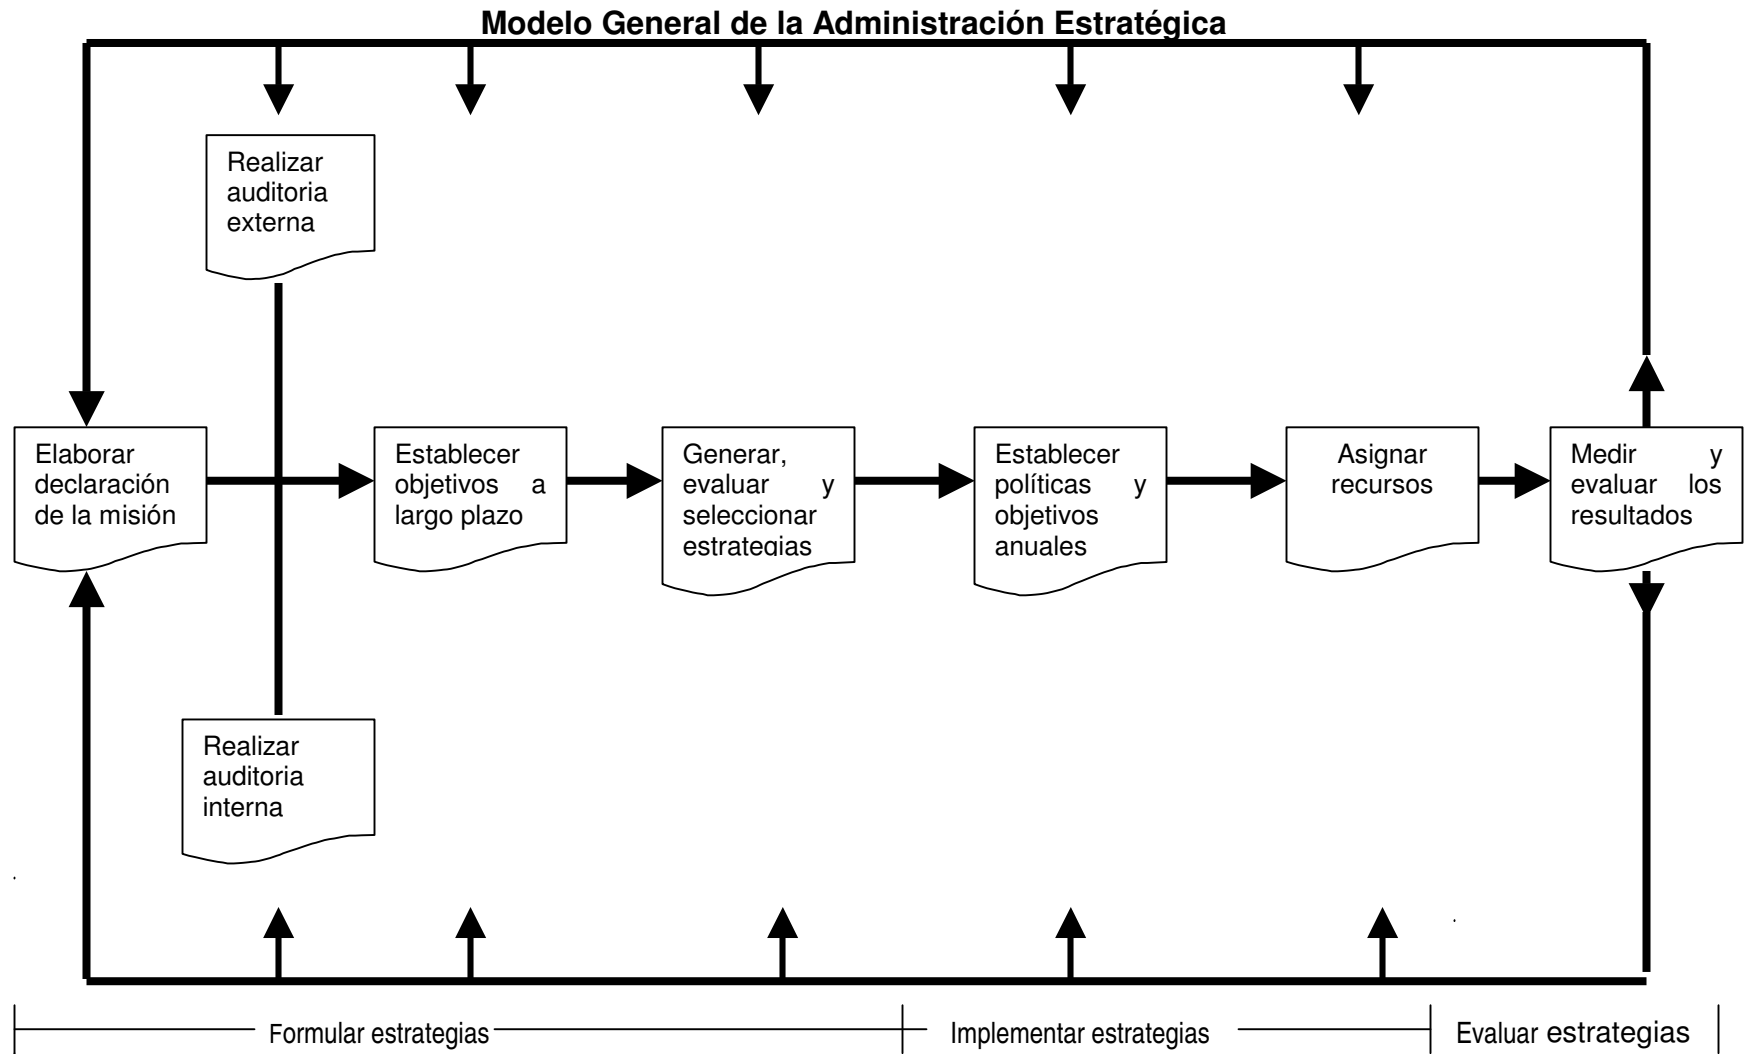 Modelo General de la Administración Estratégica
Realizar
auditoria
externa
Elaborar
declaración
de la misión
Establecer
objetivos a
largo plazo
Generar,
evaluar y
seleccionar
estrategias
Establecer
políticas y
objetivos
anuales
Asignar
recursos
Medir y
evaluar los
resultados
Realizar
auditoria
interna
Formular estrategias
Implementar estrategias
Evaluar estrategias